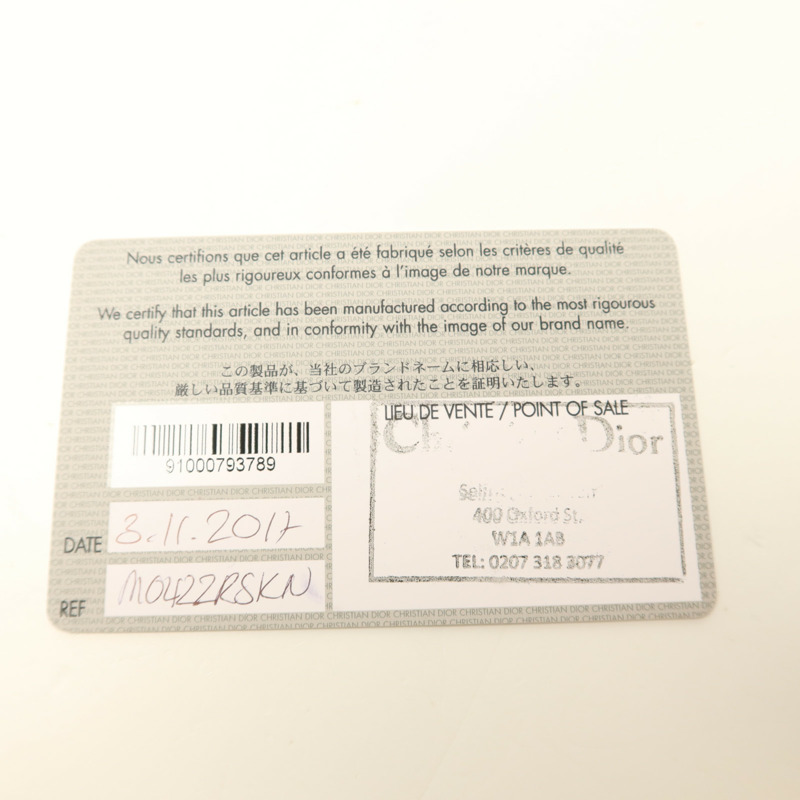 Nous certifions que cet article a été fabriqué selon les critères de qualité
les plus rigoureux conformes à l'image de notre marque.
We certify that this article has been manufactured according to the most rigourous
quality standards, and in conformity with the image of our brand name.
この製品が、当社のブランドネームに相応しい、
厳しい品質基準に基づいて製造されたことを証明いたします。
91000793789
DATE 3.11.2017
REF M0422RSKN
LIEU DE VENTE / POINT OF SALE
Dior
400 Oxford St.
W1A 1AB
TEL: 0207 318 3077